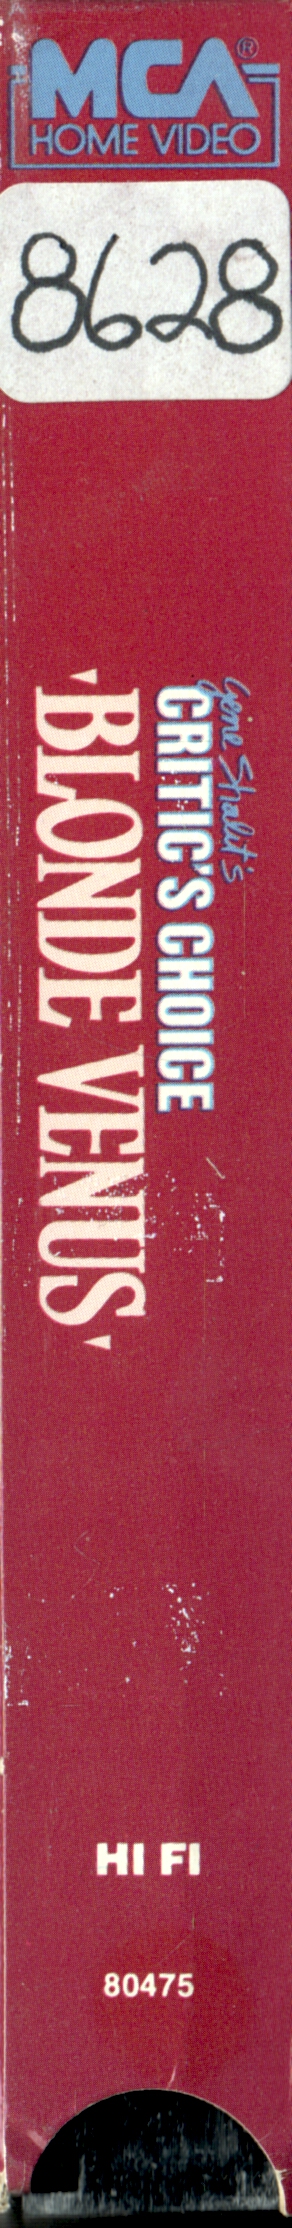 MCA®
HOME VIDEO
8628
Gene Shalit's
CRITIC'S CHOICE
BLONDE VENUS
HI FI
80475